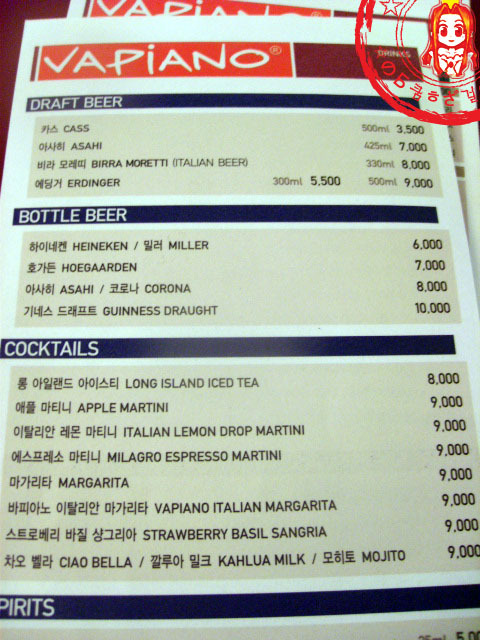 VAPiANO®
DRINKS
DRAFT BEER
카스 CASS 500ml 3,500
아사히 ASAHI 425ml 7,000
비라 모레띠 BIRRA MORETTI (ITALIAN BEER) 330ml 8,000
에딩거 ERDINGER 300ml 5,500 500ml 9,000
BOTTLE BEER
하이네켄 HEINEKEN / 밀러 MILLER 6,000
호가든 HOEGAARDEN 7,000
아사히 ASAHI / 코로나 CORONA 8,000
기네스 드래프트 GUINNESS DRAUGHT 10,000
COCKTAILS
롱 아일랜드 아이스티 LONG ISLAND ICED TEA 8,000
애플 마티니 APPLE MARTINI 9,000
이탈리안 레몬 마티니 ITALIAN LEMON DROP MARTINI 9,000
에스프레소 마티니 MILAGRO ESPRESSO MARTINI 9,000
마가리타 MARGARITA 9,000
바피아노 이탈리안 마가리타 VAPIANO ITALIAN MARGARITA 9,000
스트로베리 바질 샹그리아 STRAWBERRY BASIL SANGRIA 9,000
차오 벨라 CIAO BELLA / 깔루아 밀크 KAHLUA MILK / 모히토 MOJITO 9,000
PIRITS